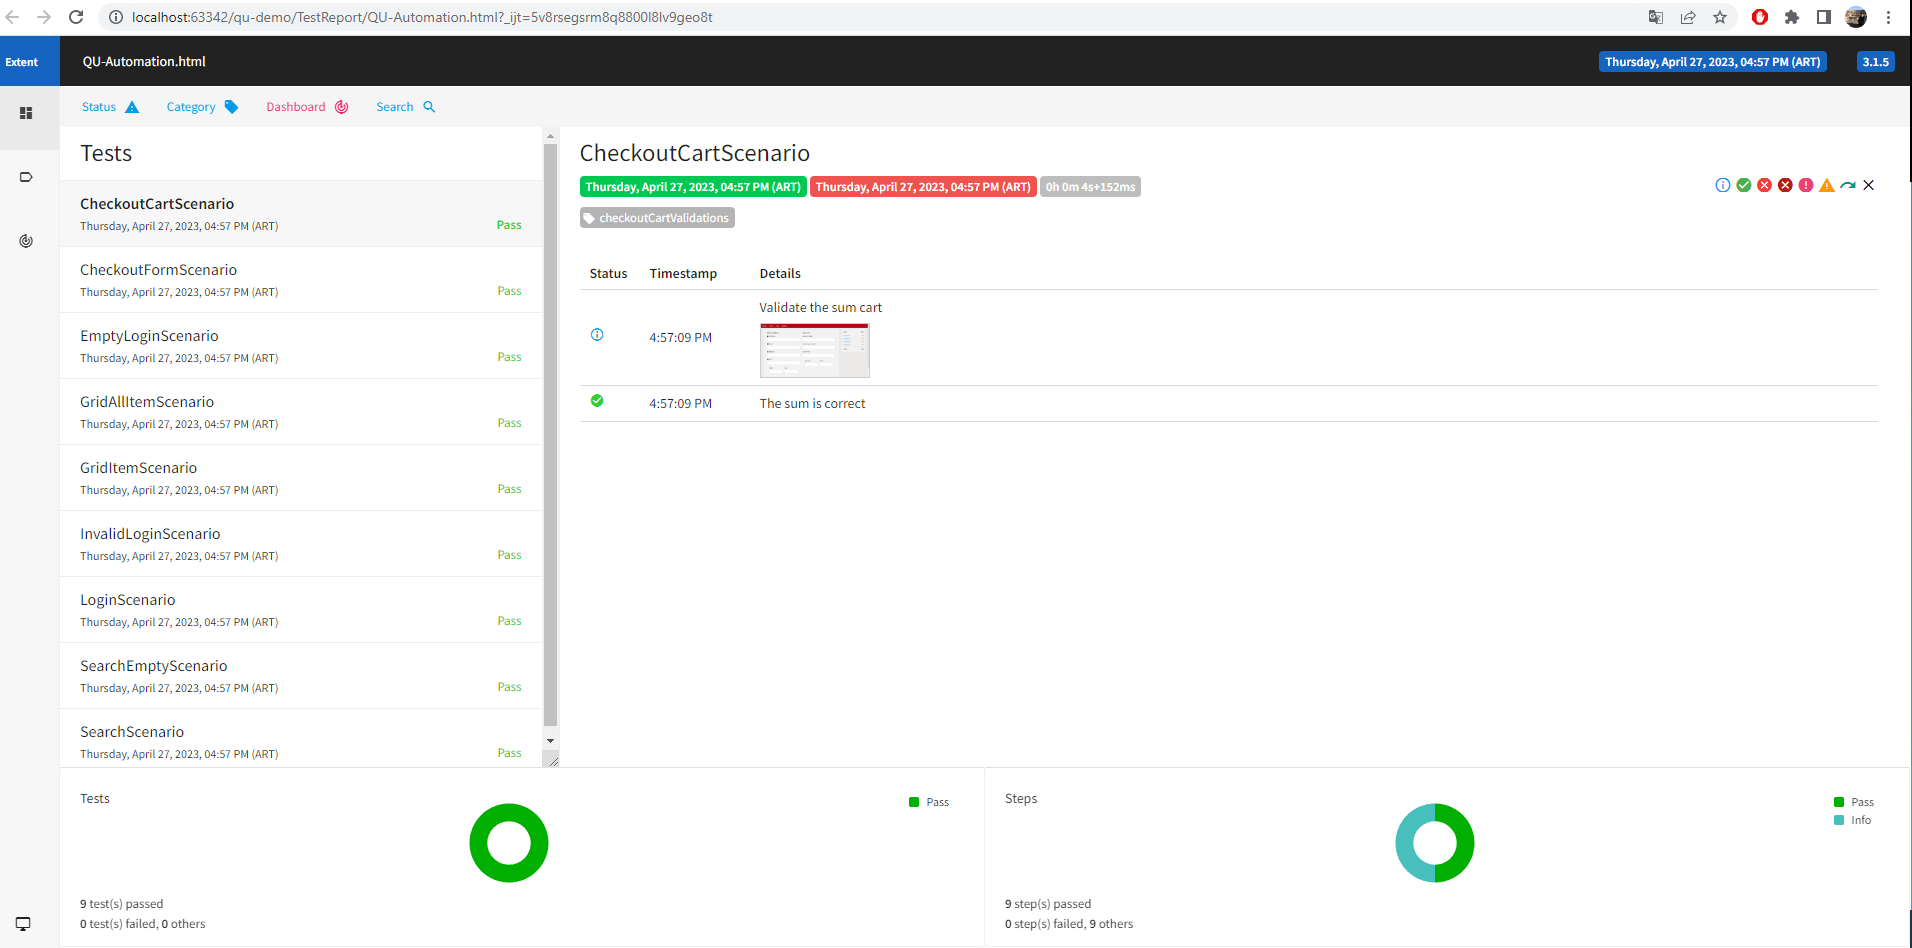 localhost:63342/qu-demo/TestReport/QU-Automation.html?_ijt=5v8rsegsrm8q8800l8lv9geo8t
Extent
QU-Automation.html
Thursday, April 27, 2023, 04:57 PM (ART)
3.1.5
Status
Category
Dashboard
Search
Tests
CheckoutCartScenario
Thursday, April 27, 2023, 04:57 PM (ART)
Pass
CheckoutFormScenario
Thursday, April 27, 2023, 04:57 PM (ART)
Pass
EmptyLoginScenario
Thursday, April 27, 2023, 04:57 PM (ART)
Pass
GridAllItemScenario
Thursday, April 27, 2023, 04:57 PM (ART)
Pass
GridItemScenario
Thursday, April 27, 2023, 04:57 PM (ART)
Pass
InvalidLoginScenario
Thursday, April 27, 2023, 04:57 PM (ART)
Pass
LoginScenario
Thursday, April 27, 2023, 04:57 PM (ART)
Pass
SearchEmptyScenario
Thursday, April 27, 2023, 04:57 PM (ART)
Pass
SearchScenario
Thursday, April 27, 2023, 04:57 PM (ART)
Pass
CheckoutCartScenario
Thursday, April 27, 2023, 04:57 PM (ART) Thursday, April 27, 2023, 04:57 PM (ART) 0h 0m 4s+152ms
checkoutCartValidations
Status Timestamp Details
Validate the sum cart
4:57:09 PM
4:57:09 PM The sum is correct
Tests
Pass
9 test(s) passed
0 test(s) failed, 0 others
Steps
Pass
Info
9 step(s) passed
0 step(s) failed, 9 others